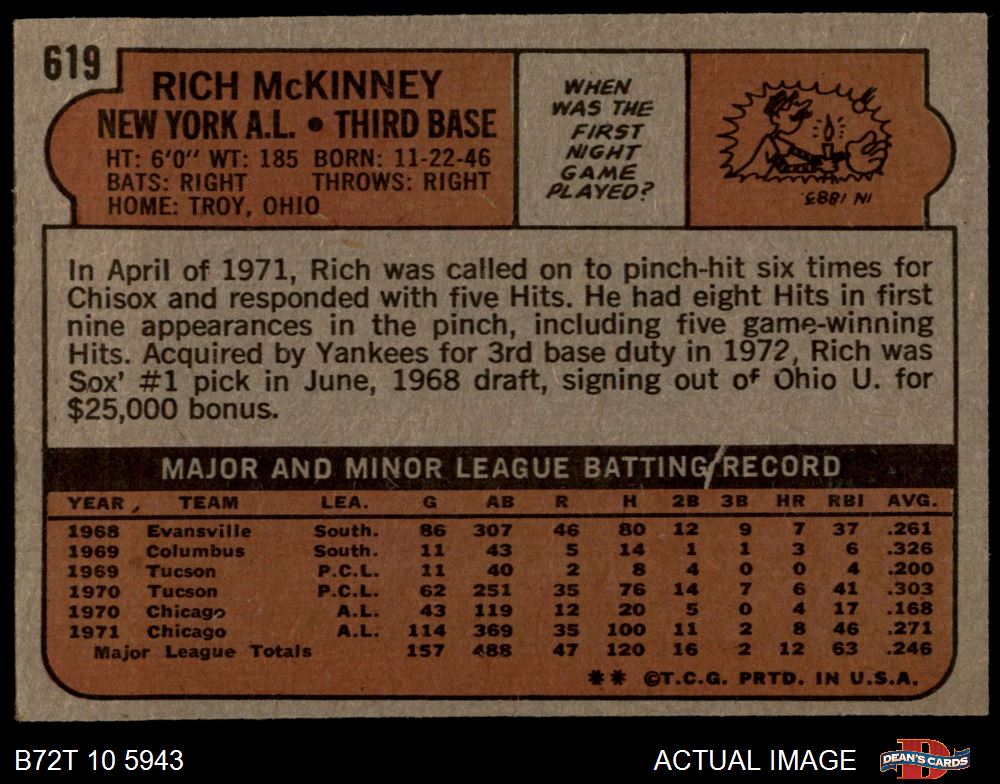 619
RICH McKINNEY
NEW YORK A.L. • THIRD BASE
HT: 6'0" WT: 185 BORN: 11-22-46
BATS: RIGHT THROWS: RIGHT
HOME: TROY, OHIO
WHEN
WAS THE
FIRST
NIGHT
GAME
PLAYED?
IN 1883
In April of 1971, Rich was called on to pinch-hit six times for
Chisox and responded with five Hits. He had eight Hits in first
nine appearances in the pinch, including five game-winning
Hits. Acquired by Yankees for 3rd base duty in 1972, Rich was
Sox' #1 pick in June, 1968 draft, signing out of Ohio U. for
$25,000 bonus.
MAJOR AND MINOR LEAGUE BATTING RECORD
YEAR TEAM LEA. G AB R H 2B 3B HR RBI AVG.
1968 Evansville South. 86 307 46 80 12 9 7 37 .261
1969 Columbus South. 11 43 5 14 1 1 3 6 .326
1969 Tucson P.C.L. 11 40 2 8 4 0 0 4 .200
1970 Tucson P.C.L. 62 251 35 76 14 7 6 41 .303
1970 Chicago A.L. 43 119 12 20 5 0 4 17 .168
1971 Chicago A.L. 114 369 35 100 11 2 8 46 .271
Major League Totals 157 488 47 120 16 2 12 63 .246
** ©T.C.G. PRTD. IN U.S.A.
B72T 10 5943 ACTUAL IMAGE
D
DEAN'S CARDS